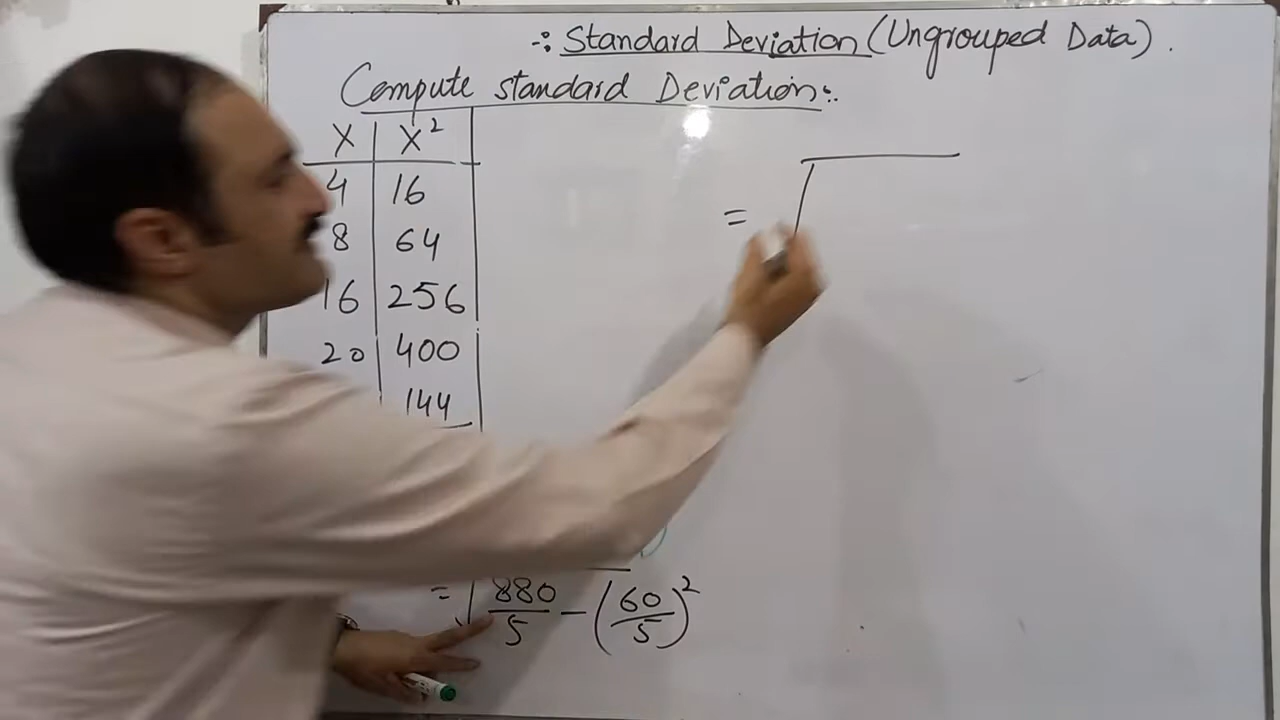 -: Standard Deviation (Ungrouped Data).
Compute standard Deviation:.
X X²
4 16
8 64
16 256
20 400
144
=
= √880/5 - (60/5)²